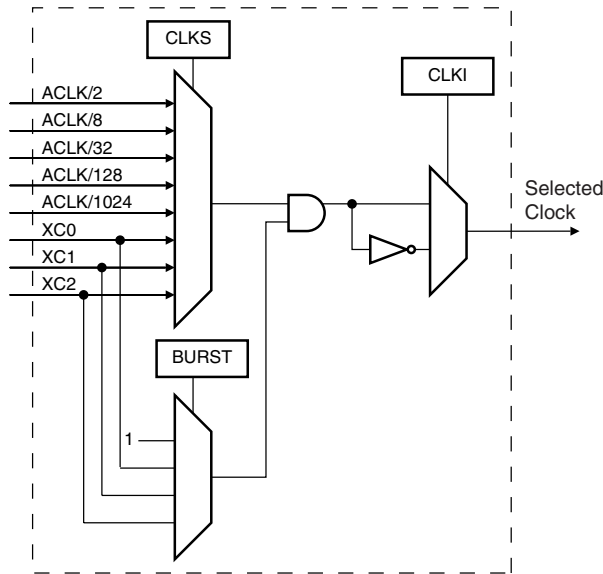 CLKS
CLKI
ACLK/2
ACLK/8
ACLK/32
ACLK/128
ACLK/1024
XC0
XC1
XC2
Selected
Clock
BURST
1